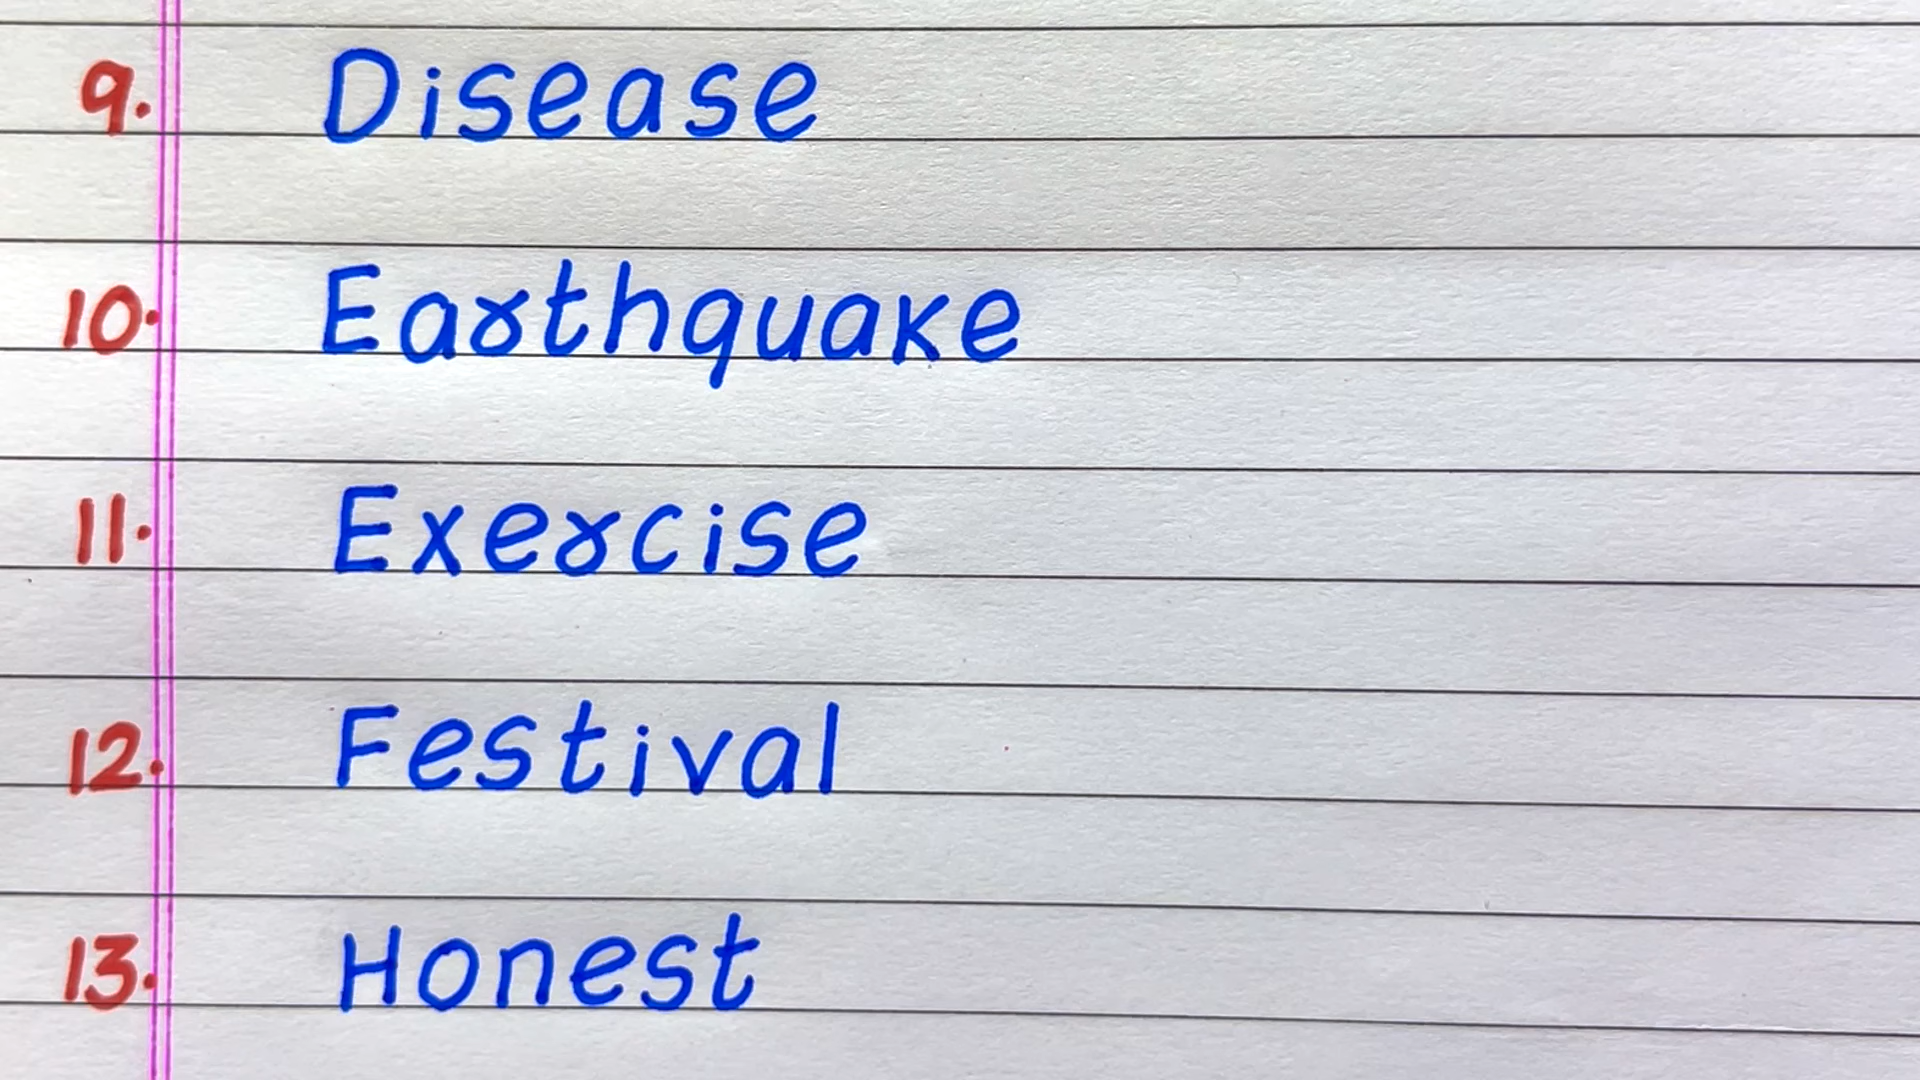 9. Disease
10. Earthquake
11. Exercise
12. Festival
13. Honest